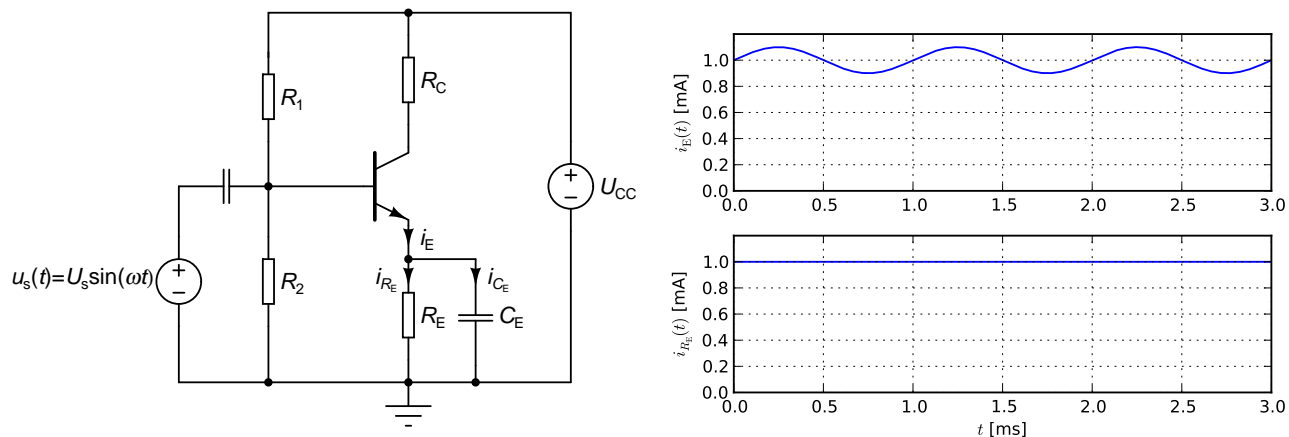 R1
RC
UCC
us(t)=Us sin(ωt)
R2
iE
iRE
iCE
RE
CE
iE(t) [mA]
1.0
0.8
0.6
0.4
0.2
0.0
0.0 0.5 1.0 1.5 2.0 2.5 3.0
iRE(t) [mA]
1.0
0.8
0.6
0.4
0.2
0.0
0.0 0.5 1.0 1.5 2.0 2.5 3.0
t [ms]